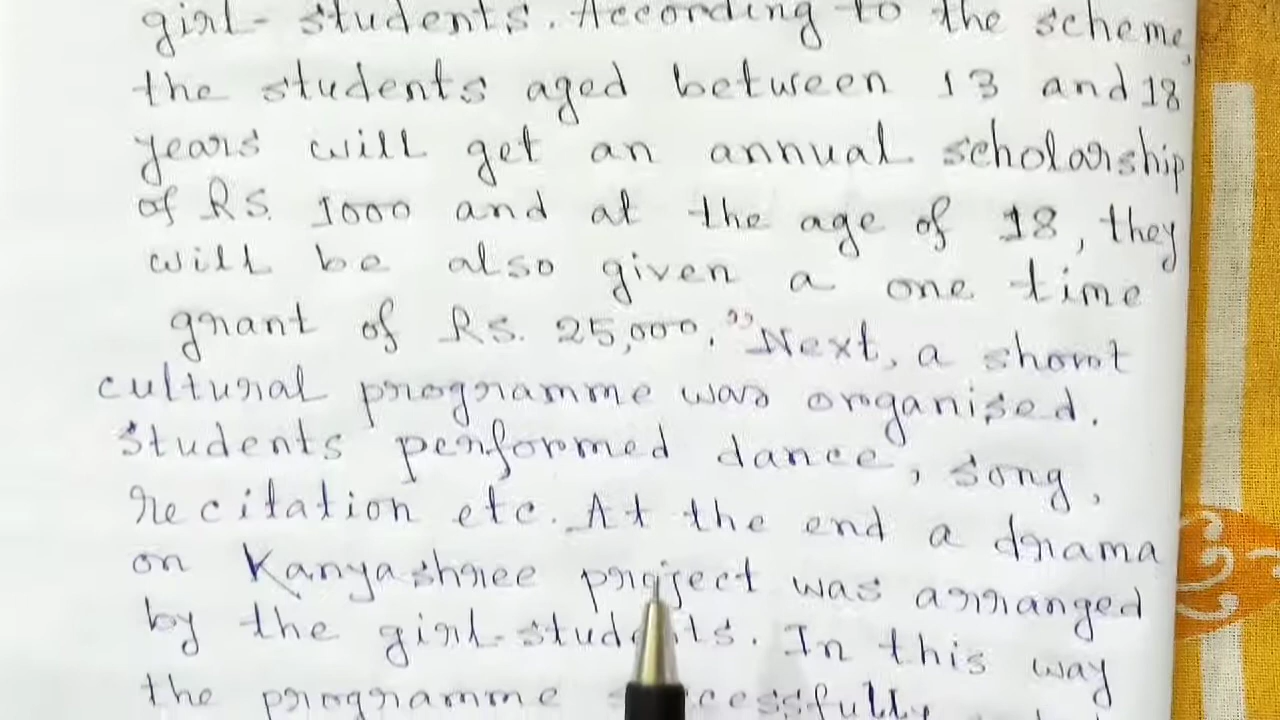 girl-students. According to the scheme,
the students aged between 13 and 18
years will get an annual scholarship
of Rs. 1000 and at the age of 18, they
will be also given a one time
grant of Rs. 25,000." Next, a short
cultural programme was organised.
Students performed dance, song,
recitation etc. At the end a drama
on Kanyashree project was arranged
by the girl-students. In this way
the programme successfully